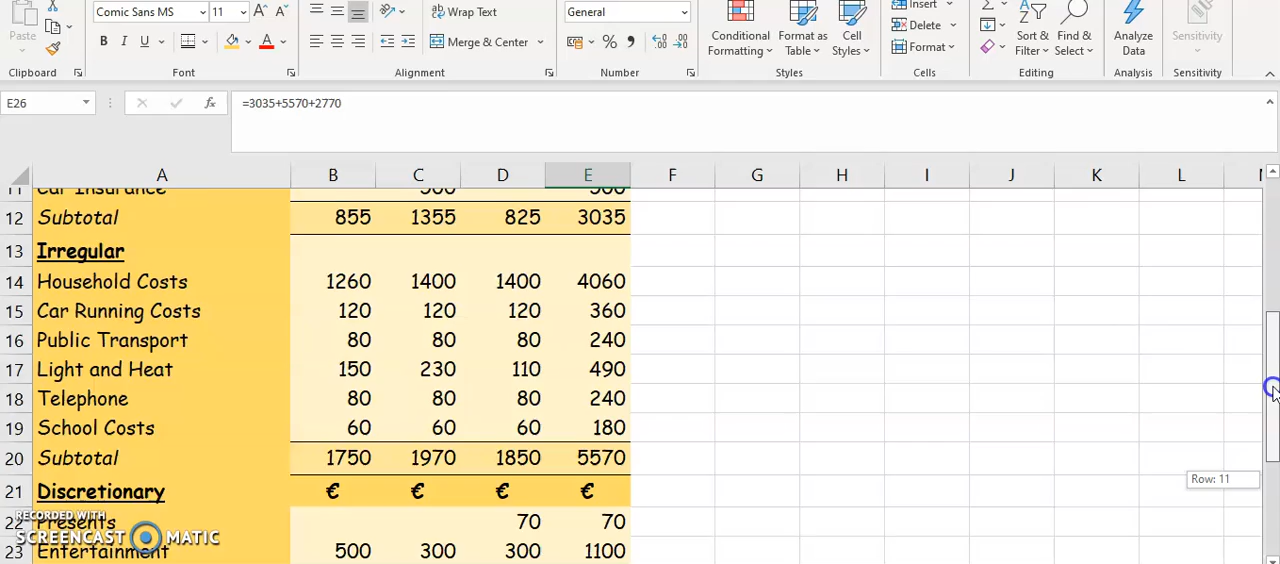 Comic Sans MS 11 A A Wrap Text General Insert
Paste B I U A Merge & Center % Conditional Formatting Format as Table Cell Styles Delete Format Sort & Filter Find & Select Analyze Data Sensitivity
Clipboard Font Alignment Number Styles Cells Editing Analysis Sensitivity
E26 fx =3035+5570+2770
A B C D E F G H I J K L
11 Car Insurance 500 500
12 Subtotal 855 1355 825 3035
13 Irregular
14 Household Costs 1260 1400 1400 4060
15 Car Running Costs 120 120 120 360
16 Public Transport 80 80 80 240
17 Light and Heat 150 230 110 490
18 Telephone 80 80 80 240
19 School Costs 60 60 60 180
20 Subtotal 1750 1970 1850 5570
Row: 11
21 Discretionary € € € €
RECORDED WITH
22 Presents 70 70
SCREENCAST MATIC
23 Entertainment 500 300 300 1100